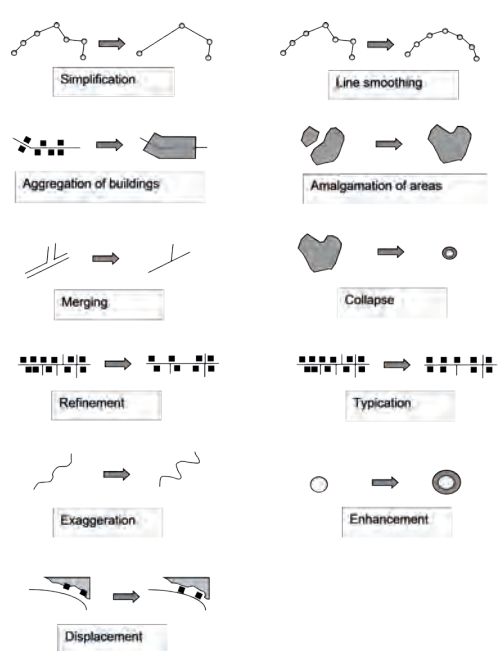 Simplification
Line smoothing
Aggregation of buildings
Amalgamation of areas
Merging
Collapse
Refinement
Typication
Exaggeration
Enhancement
Displacement